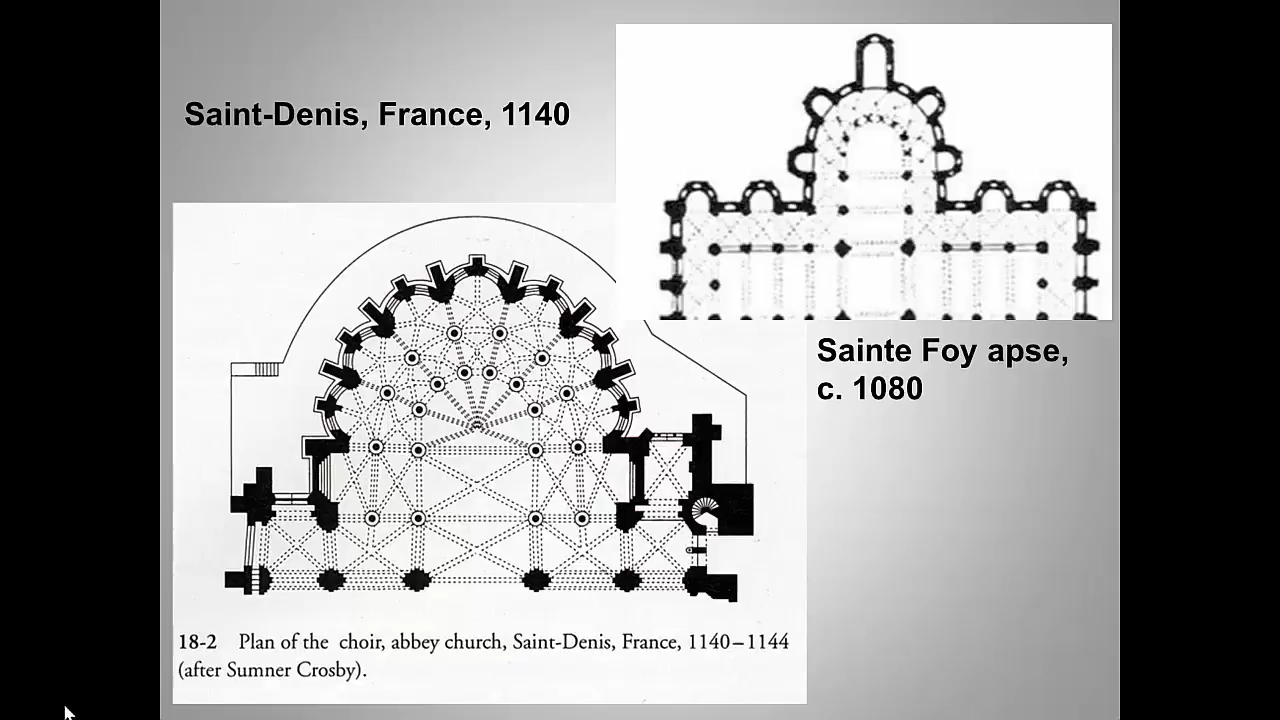 Saint-Denis, France, 1140
Sainte Foy apse,
c. 1080
18-2 Plan of the choir, abbey church, Saint-Denis, France, 1140–1144
(after Sumner Crosby).